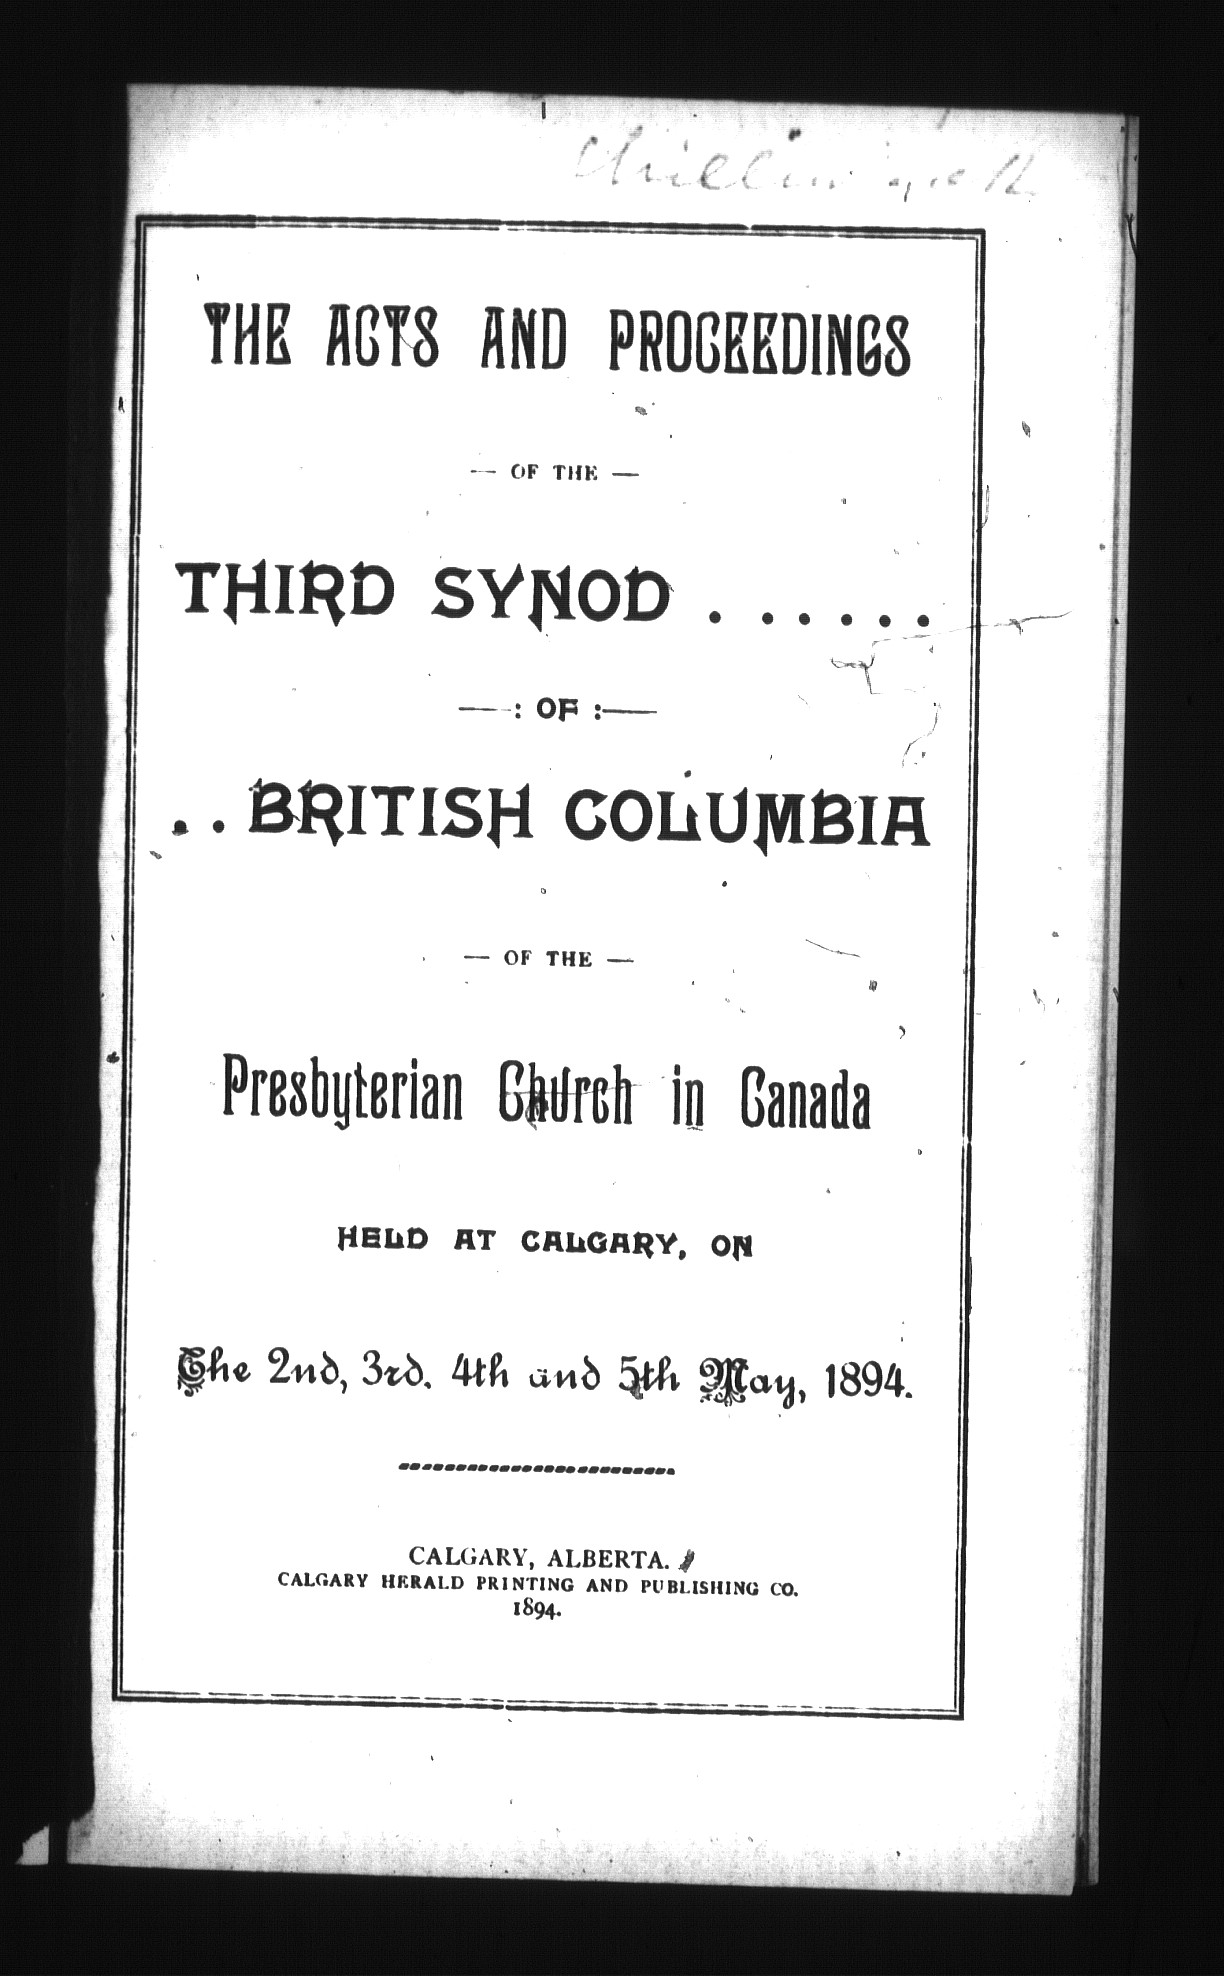 THE ACTS AND PROCEEDINGS
— OF THE —
THIRD SYNOD . . . . . .
—-: OF :—
. . BRITISH COLUMBIA
— OF THE —
Presbyterian Church in Canada
HELD AT CALGARY, ON
The 2nd, 3rd. 4th and 5th May, 1894.
CALGARY, ALBERTA.
CALGARY HERALD PRINTING AND PUBLISHING CO.
1894.